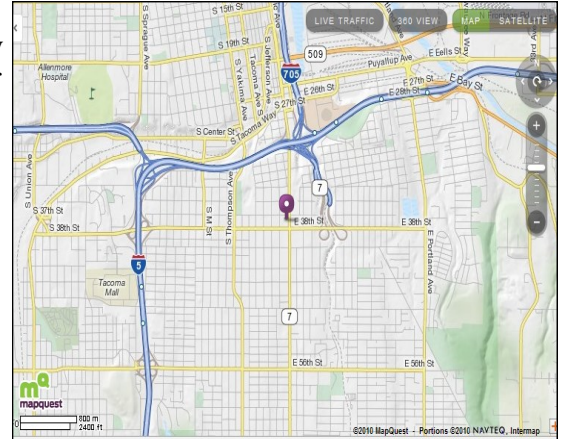 S 15th St
LIVE TRAFFIC
360 VIEW
MAP
SATELLITE
S Sprague Ave
S 19th St
S Jefferson Ave
509
E Eells St
Puyallup Ave
Allenmore
Hospital
S Yakima Ave
Tacoma Ave S
705
E 26th St
E 27th St
E 28th St
E Bay St
S 27th St
S Center St
S Tacoma Way
S Union Ave
7
S 37th St
S M St
S Thompson Ave
S 38th St
E 38th St
E 38th St
E Portland Ave
5
Tacoma
Mall
7
E 56th St
E 56th St
mq
mapquest
0
800 m
2400 ft
©2010 MapQuest - Portions ©2010 NAVTEQ, Intermap